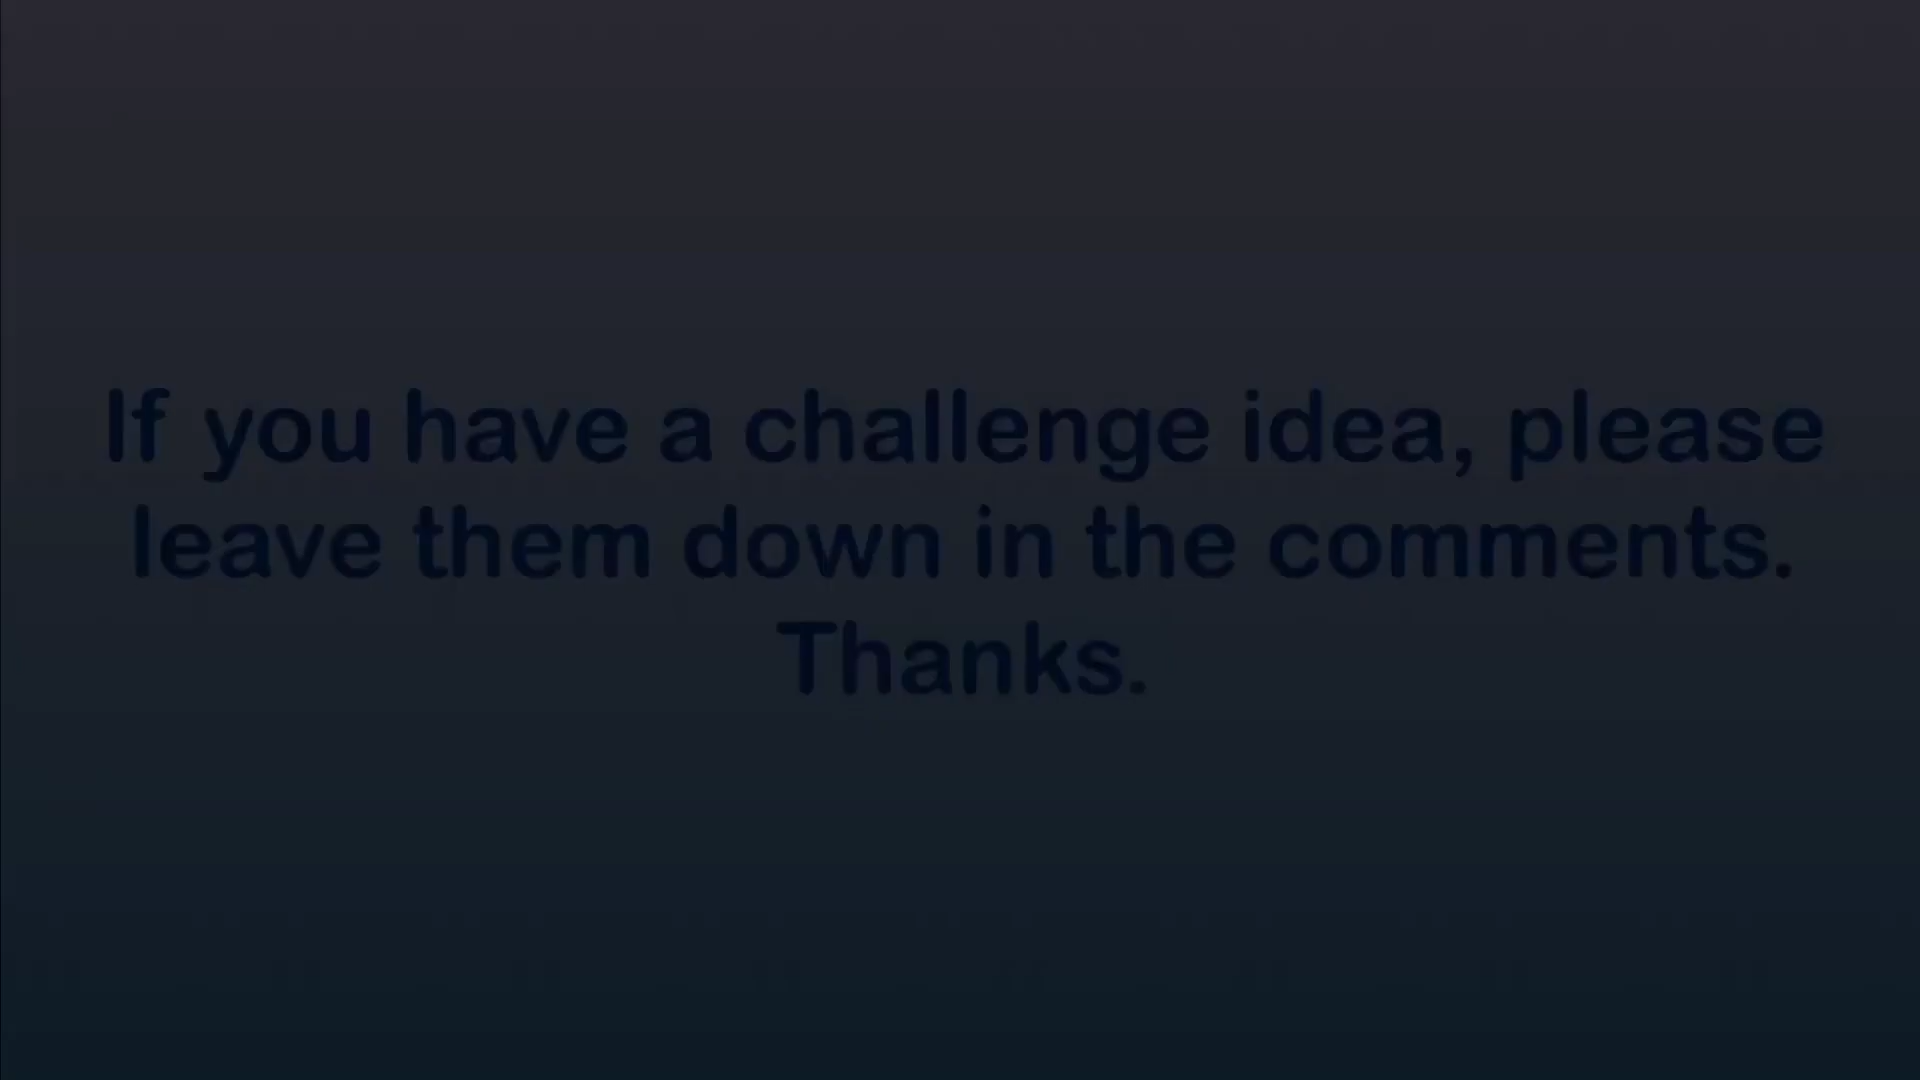 If you have a challenge idea, please
leave them down in the comments.
Thanks.